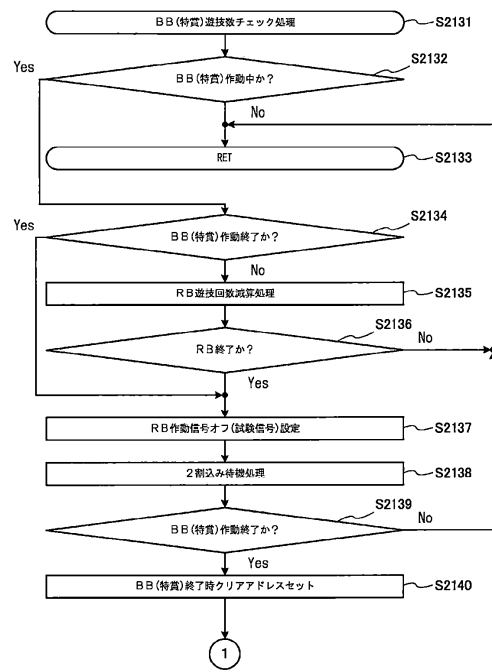 BB(特賞)遊技数チェック処理 S2131
Yes
BB(特賞)作動中か? S2132
No
RET S2133
Yes
BB(特賞)作動終了か? S2134
No
RB遊技回数減算処理 S2135
RB終了か? S2136
No
Yes
RB作動信号オフ(試験信号)設定 S2137
2割込み待機処理 S2138
BB(特賞)作動終了か? S2139
No
Yes
BB(特賞)終了時クリアアドレスセット S2140
1